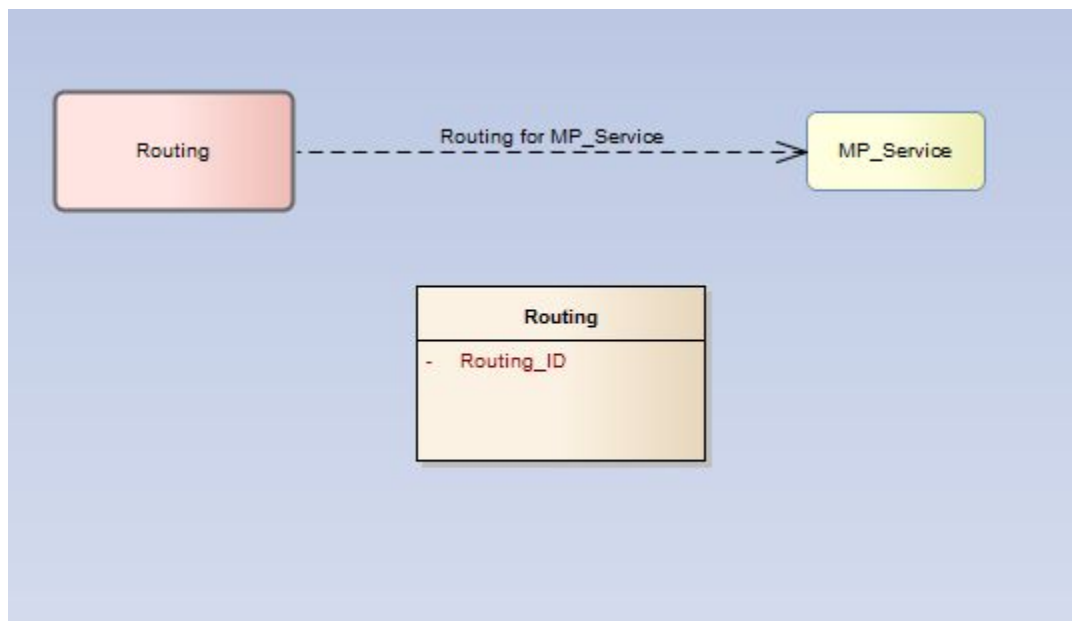 Routing
Routing for MP_Service
MP_Service
Routing
- Routing_ID